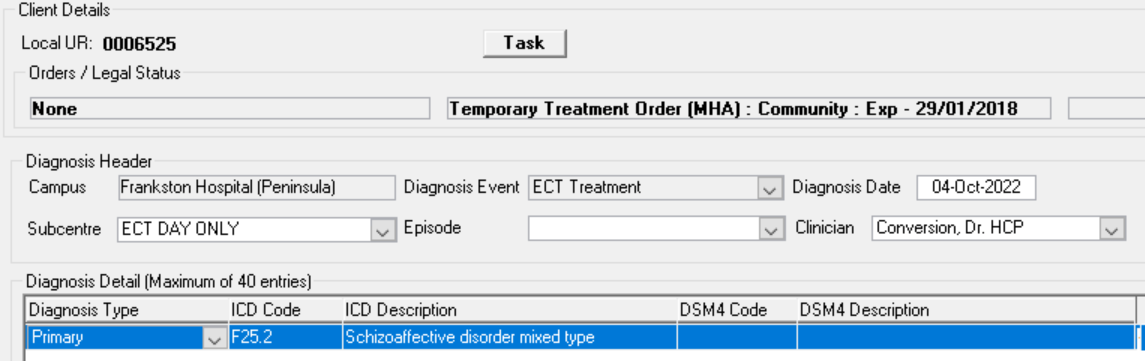 Client Details
Local UR: 0006525 Task
Orders / Legal Status
None Temporary Treatment Order (MHA) : Community : Exp - 29/01/2018
Diagnosis Header
Campus Frankston Hospital (Peninsula) Diagnosis Event ECT Treatment Diagnosis Date 04-Oct-2022
Subcentre ECT DAY ONLY Episode Clinician Conversion, Dr. HCP
Diagnosis Detail (Maximum of 40 entries)
Diagnosis Type ICD Code ICD Description DSM4 Code DSM4 Description
Primary F25.2 Schizoaffective disorder mixed type